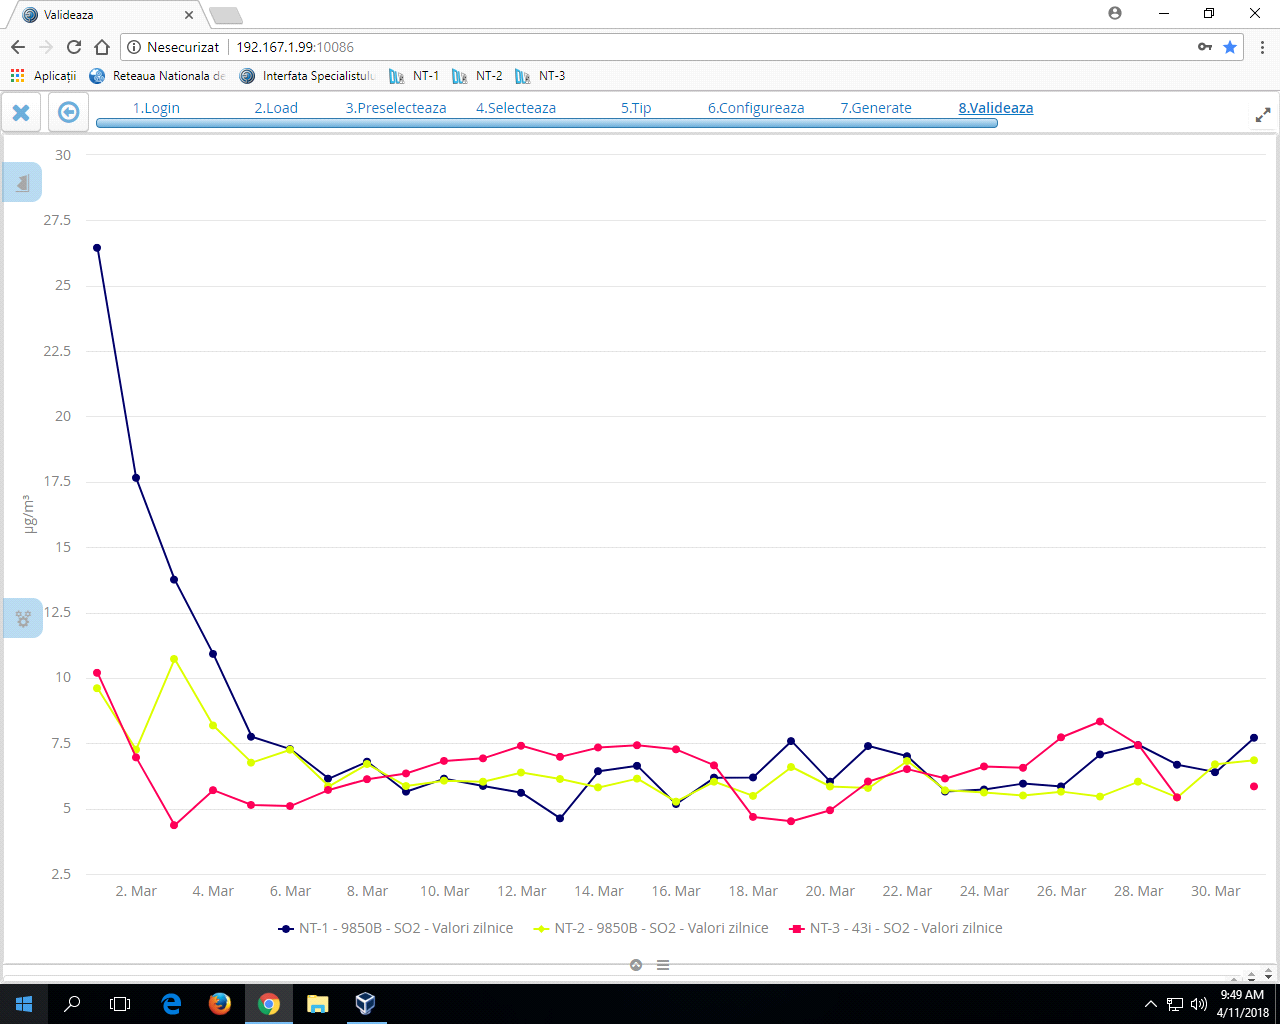 Valideaza
Nesecurizat 192.167.1.99:10086
Aplicații Reteaua Nationala de Interfata Specialistulu NT-1 NT-2 NT-3
1.Login 2.Load 3.Preselecteaza 4.Selecteaza 5.Tip 6.Configureaza 7.Generate 8.Valideaza
30
27.5
25
22.5
20
17.5
15
12.5
10
7.5
5
2.5
µg/m³
2. Mar 4. Mar 6. Mar 8. Mar 10. Mar 12. Mar 14. Mar 16. Mar 18. Mar 20. Mar 22. Mar 24. Mar 26. Mar 28. Mar 30. Mar
NT-1 - 9850B - SO2 - Valori zilnice NT-2 - 9850B - SO2 - Valori zilnice NT-3 - 43i - SO2 - Valori zilnice
9:49 AM
4/11/2018